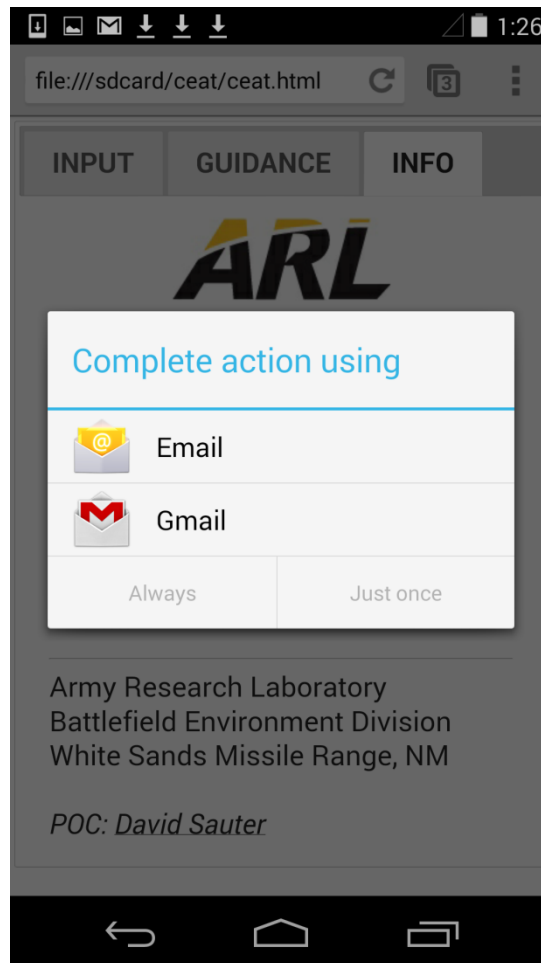 1:26
file:///sdcard/ceat/ceat.html
3
INPUT GUIDANCE INFO
ARL
Complete action using
@ Email
Gmail
Always Just once
Army Research Laboratory
Battlefield Environment Division
White Sands Missile Range, NM
POC: David Sauter